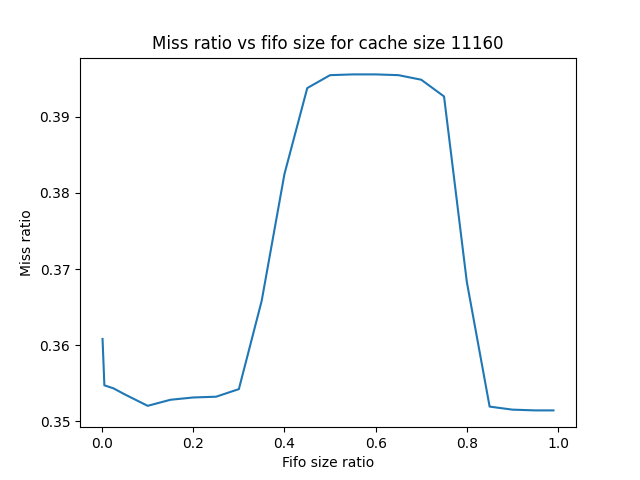 Miss ratio vs fifo size for cache size 11160
Miss ratio
0.39
0.38
0.37
0.36
0.35
0.0 0.2 0.4 0.6 0.8 1.0
Fifo size ratio